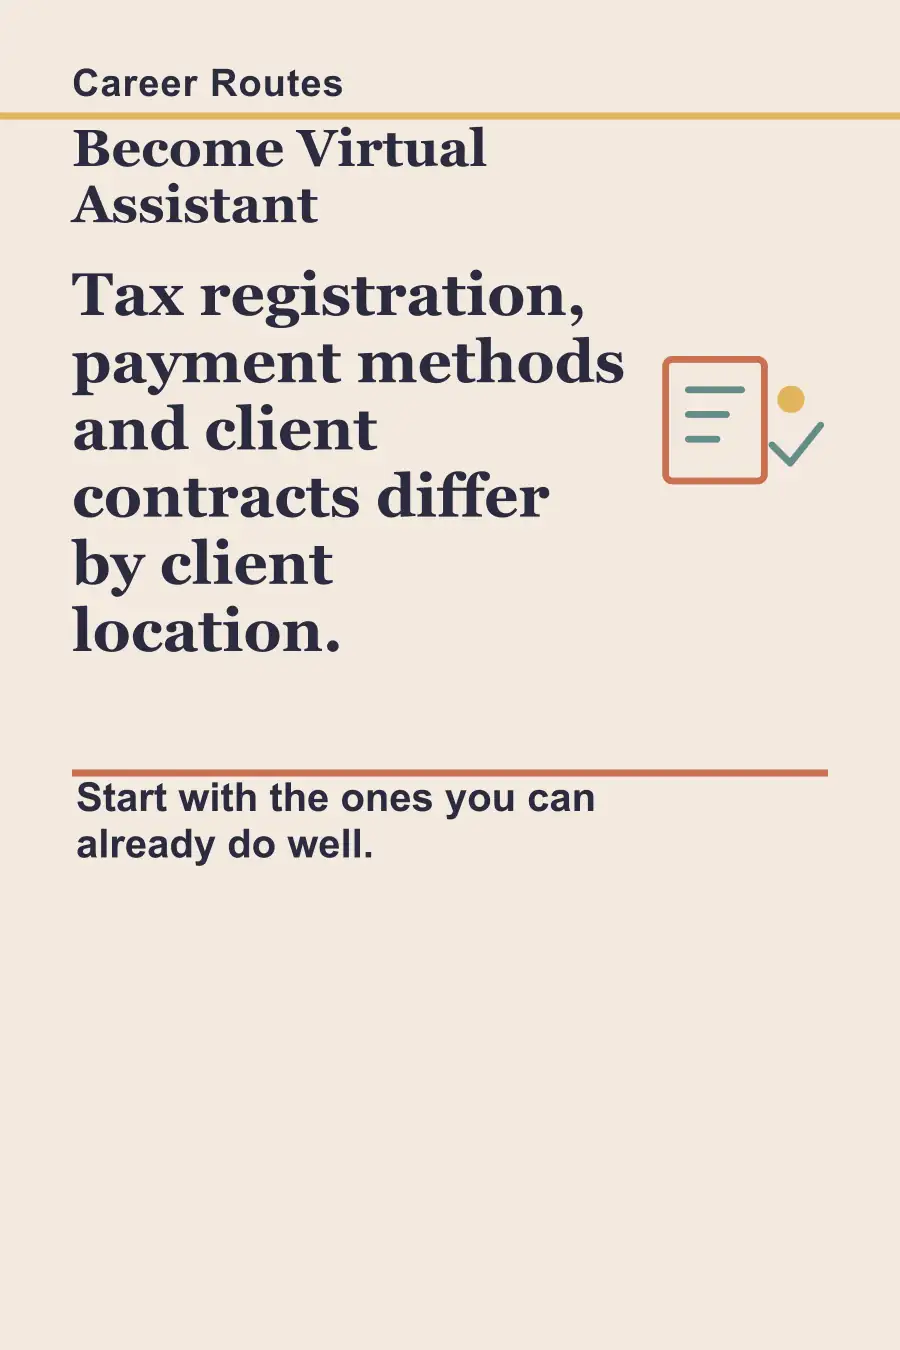 Career Routes
Become Virtual
Assistant
Tax registration,
payment methods
and client
contracts differ
by client
location.
Start with the ones you can
already do well.